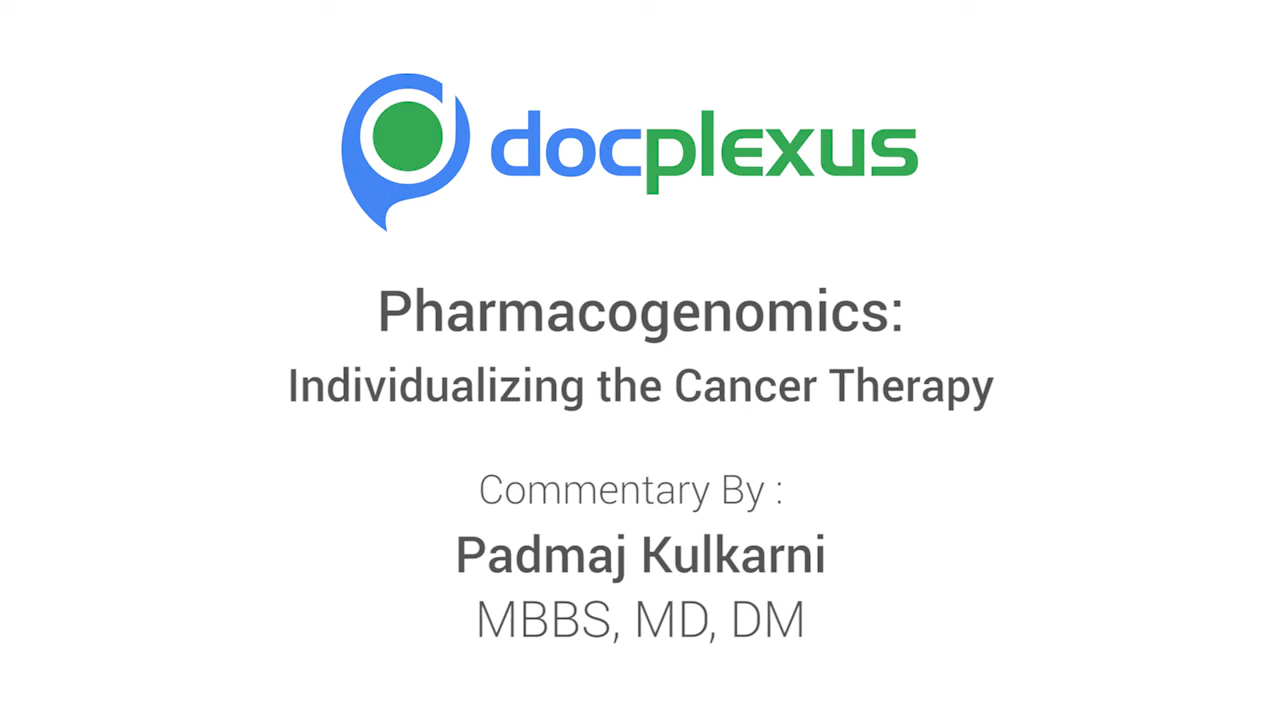 docplexus
Pharmacogenomics:
Individualizing the Cancer Therapy
Commentary By :
Padmaj Kulkarni
MBBS, MD, DM